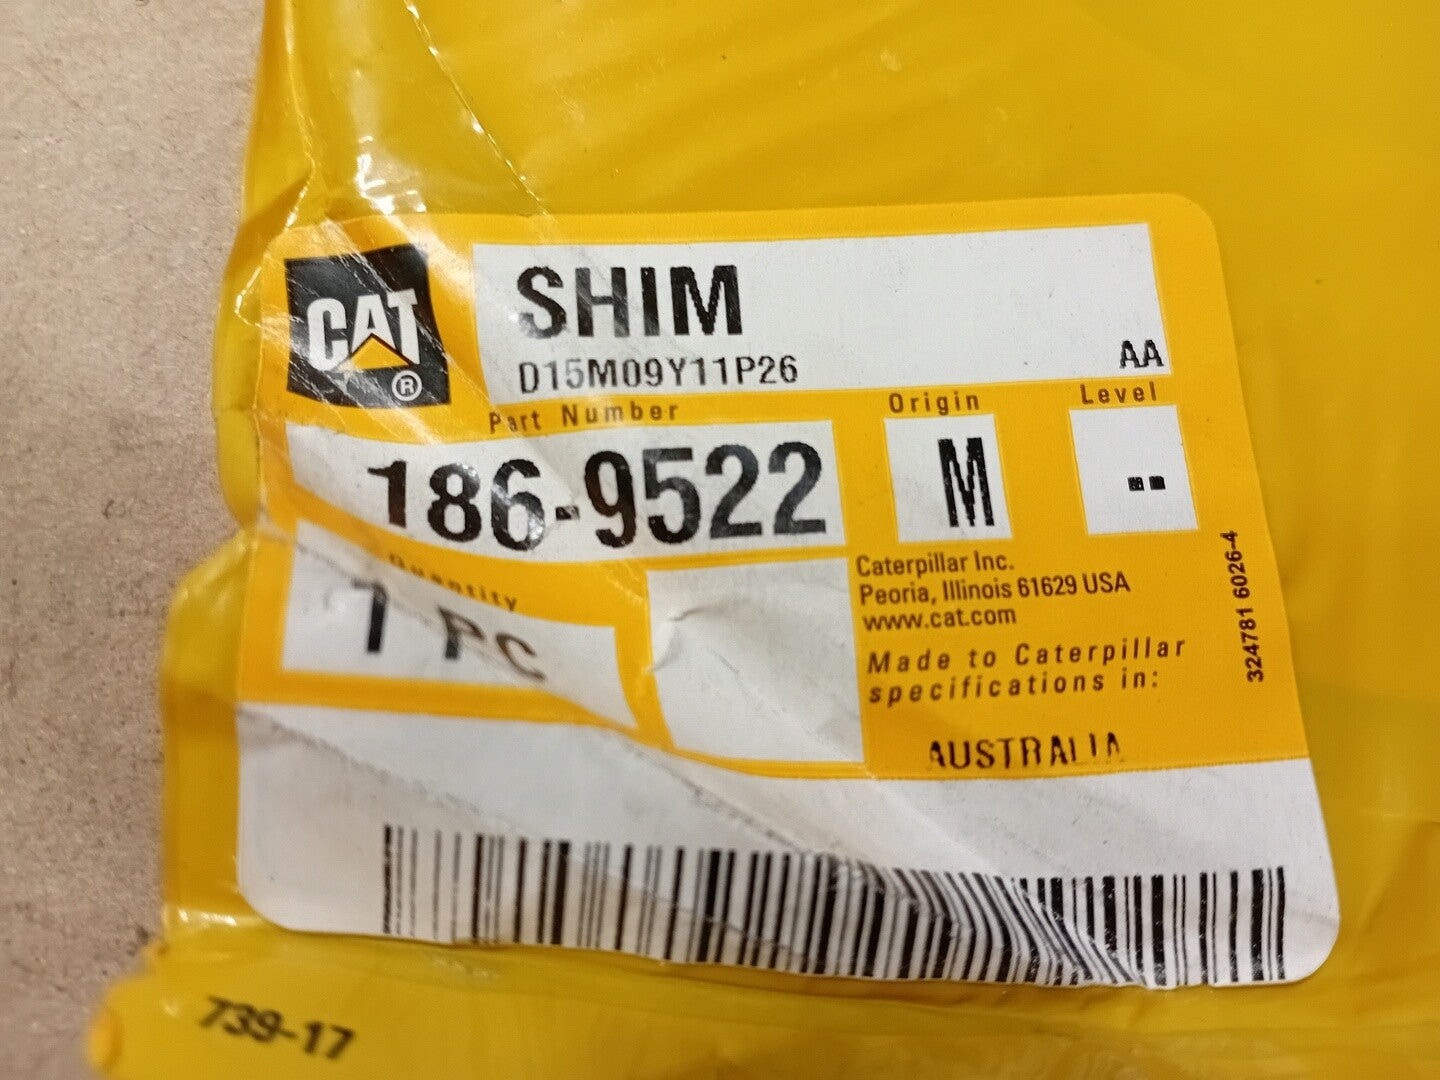 CAT
®
SHIM
D15M09Y11P26
AA
Part Number
Origin
Level
186-9522
M
--
Quantity
1 PC
Caterpillar Inc.
Peoria, Illinois 61629 USA
www.cat.com
Made to Caterpillar
specifications in:
AUSTRALIA
324781 6026-4
739-17